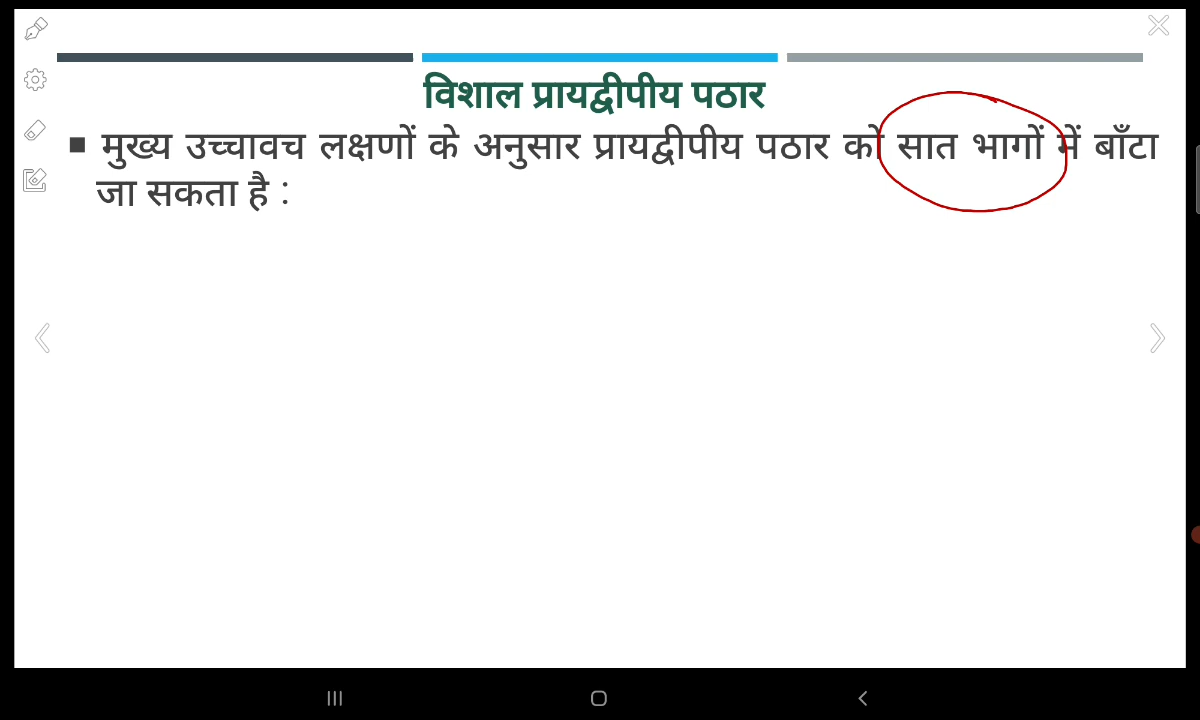 विशाल प्रायद्वीपीय पठार
मुख्य उच्चावच लक्षणों के अनुसार प्रायद्वीपीय पठार को सात भागों में बाँटा
जा सकता है :